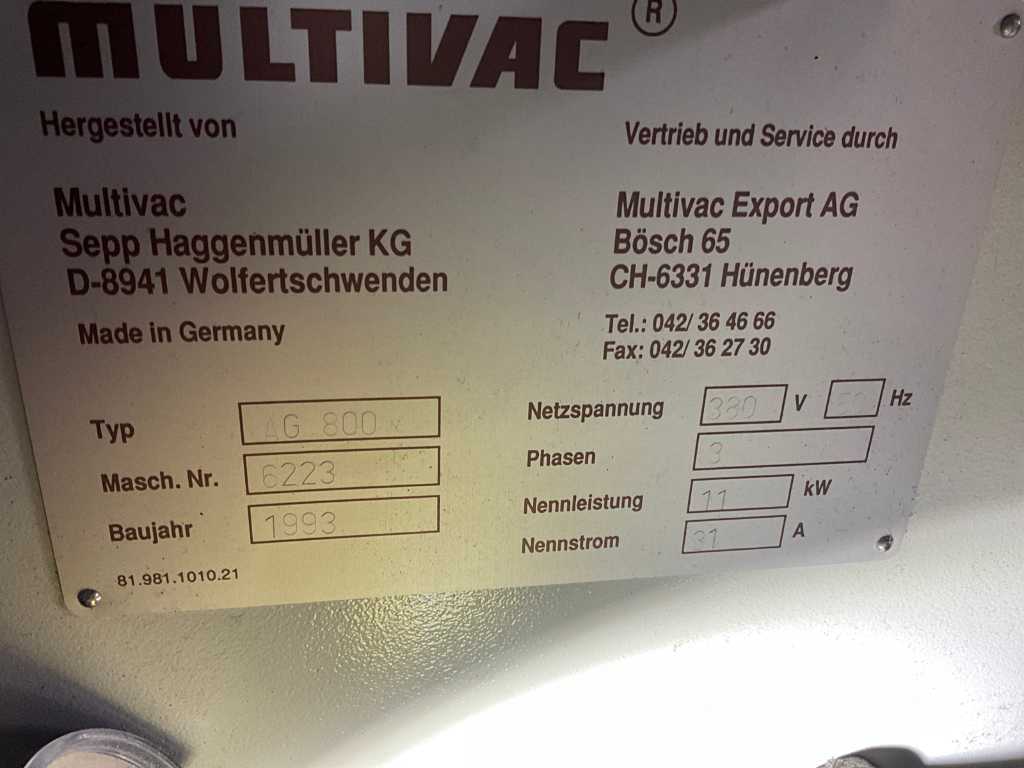 MULTIVAC ®
Hergestellt von
Multivac
Sepp Haggenmüller KG
D-8941 Wolfertschwenden
Made in Germany
Vertrieb und Service durch
Multivac Export AG
Bösch 65
CH-6331 Hünenberg
Tel.: 042/ 36 46 66
Fax: 042/ 36 27 30
Typ AG 800
Masch. Nr. 6223
Baujahr 1993
81.981.1010.21
Netzspannung 380 V 50 Hz
Phasen 3
Nennleistung 11 kW
Nennstrom 31 A